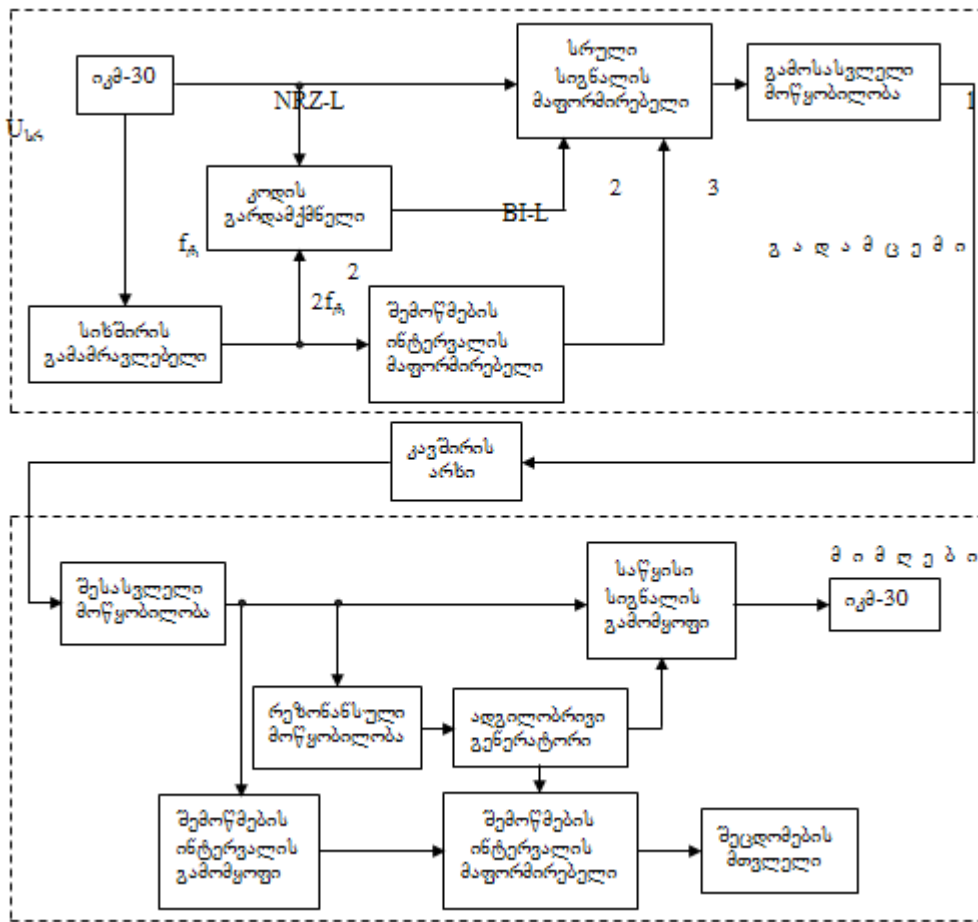 იკმ-30
NRZ-L
სრული
სიგნალის
მაფორმირებელი
გამოსასვლელი
მოწყობილობა
1
Uსრ
კოდის
გარდამქმნელი
BI-L
2
3
გ ა დ ა მ ც ე მ ი
fტ
2
2fტ
სიხშირის
გამამრავლებელი
შემოწმების
ინტერვალის
მაფორმირებელი
კავშირის
არხი
მ ი მ ღ ე ბ ი
შესასვლელი
მოწყობილობა
საწყისი
სიგნალის
გამომყოფი
იკმ-30
რეზონანსული
მოწყობილობა
ადგილობრივი
გენერატორი
შემოწმების
ინტერვალის
გამომყოფი
შემოწმების
ინტერვალის
მაფორმირებელი
შეცდომების
მთვლელი